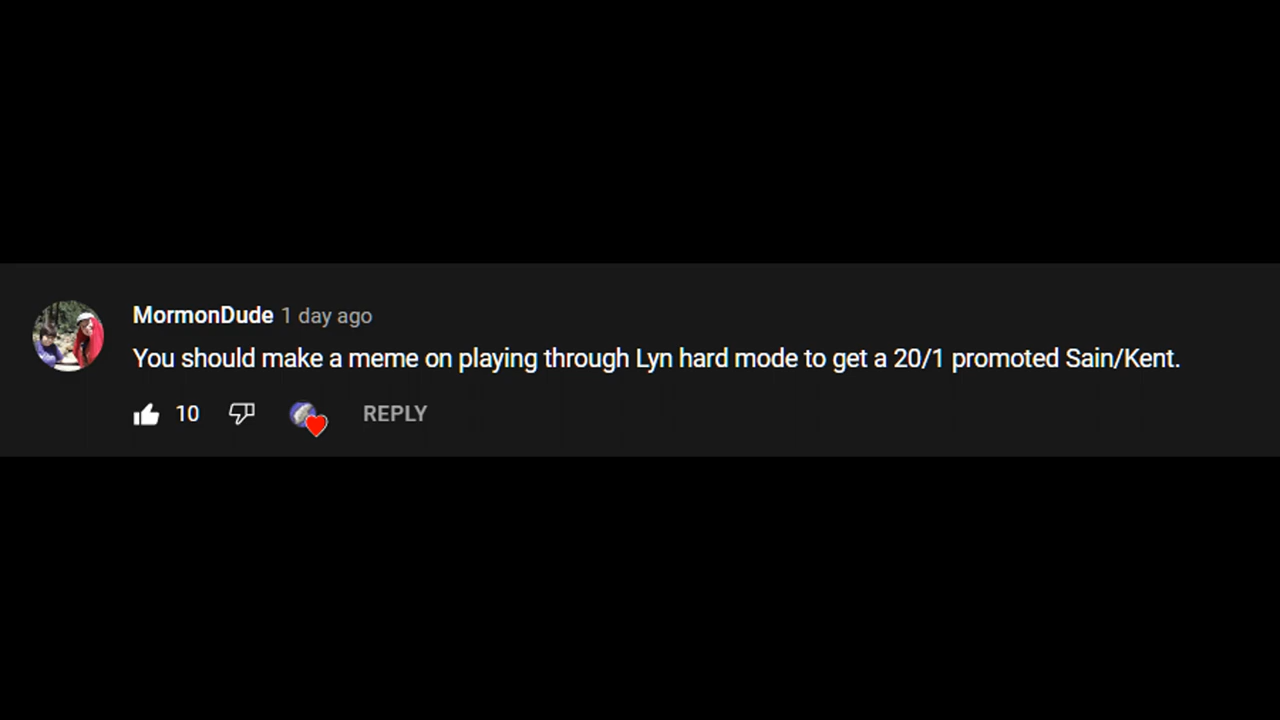 MormonDude 1 day ago
You should make a meme on playing through Lyn hard mode to get a 20/1 promoted Sain/Kent.
10 REPLY